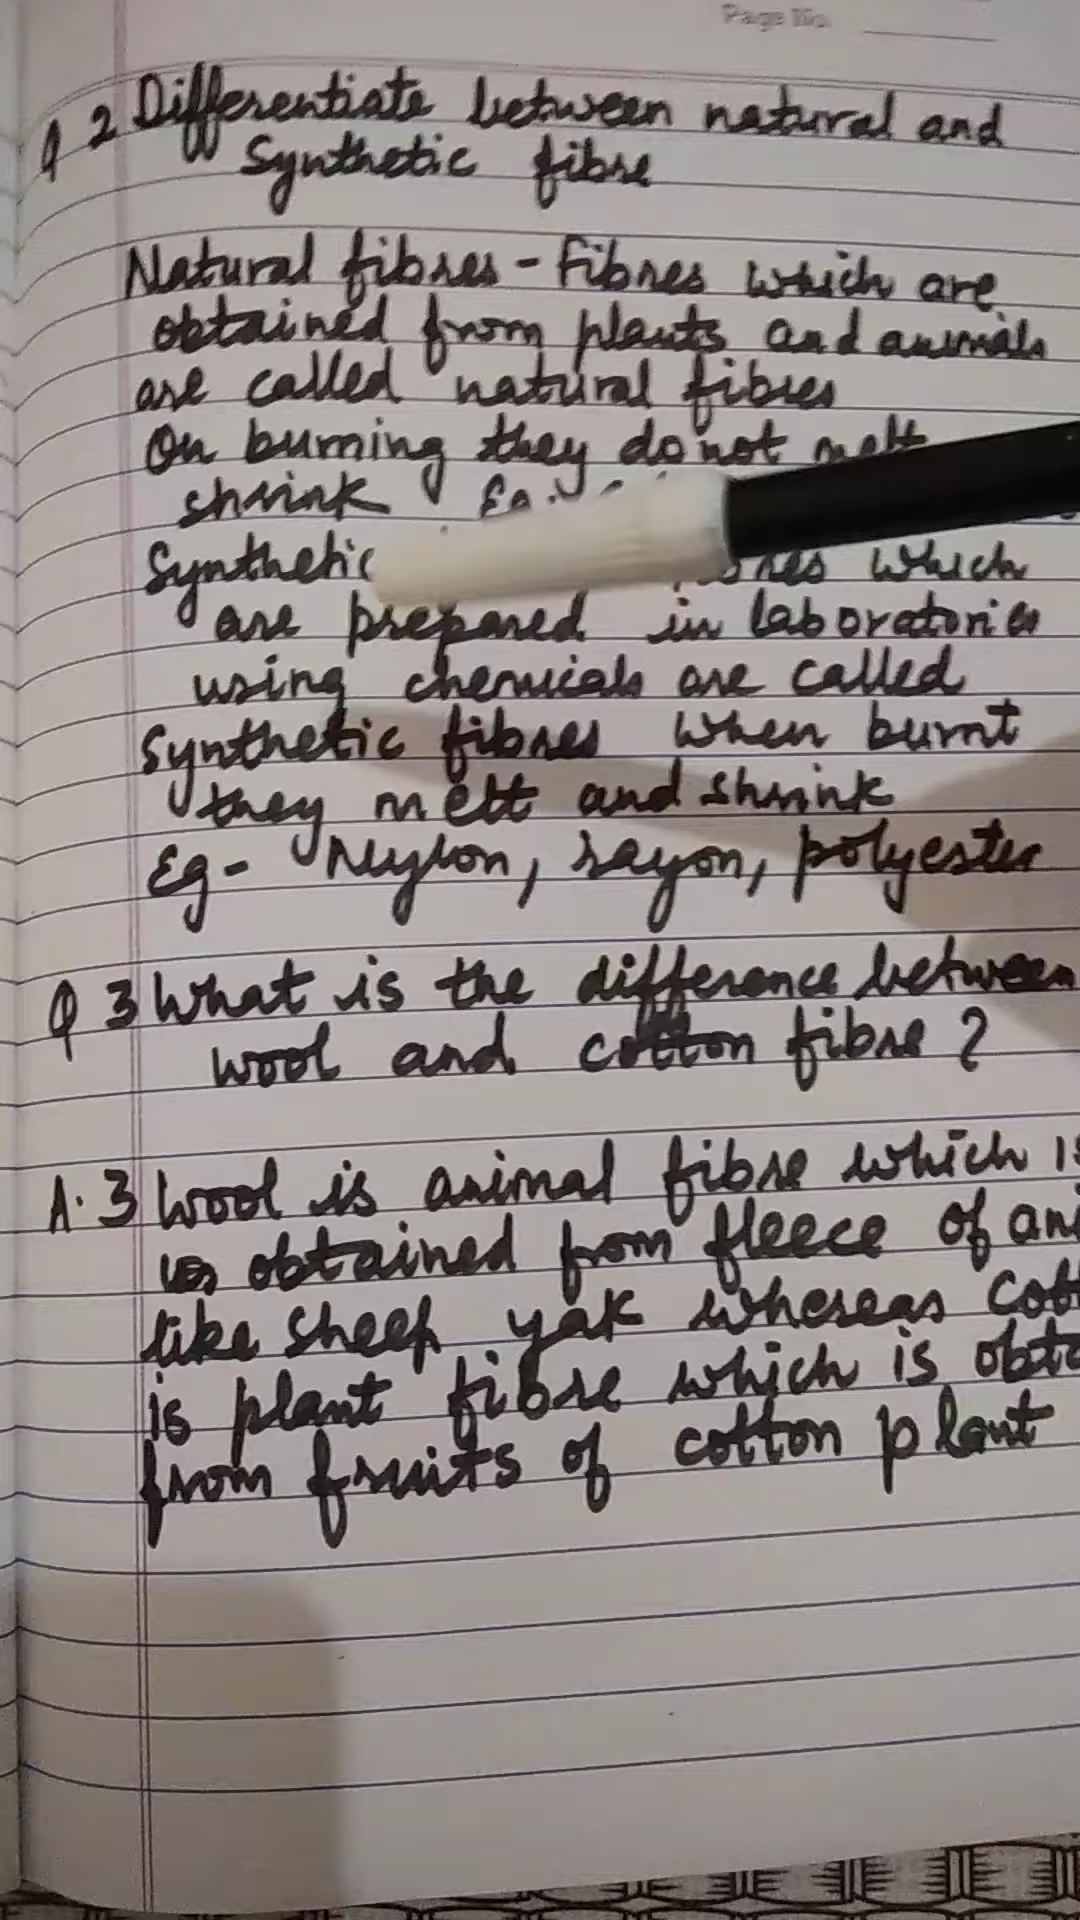 Page No.
Q 2 Differentiate between natural and
Synthetic fibre
Natural fibres - Fibres which are
obtained from plants and animals
are called natural fibres
On burning they do not melt
shrink Eg.
Synthetic which
are prepared in laboratories
using chemicals are called
Synthetic fibres When burnt
they melt and shrink
Eg- Nylon, rayon, polyester
Q 3 What is the difference between
wool and cotton fibre ?
A. 3 Wool is animal fibre which is
obtained from fleece of
like sheep yak whereas
is plant fibre which is
from fruits of cotton plant